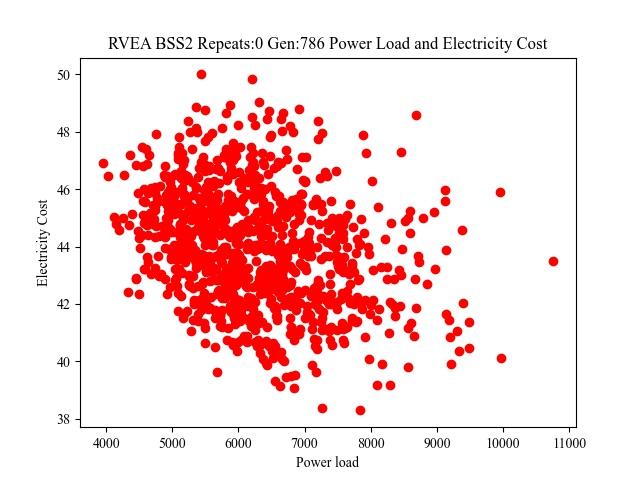 RVEA BSS2 Repeats:0 Gen:786 Power Load and Electricity Cost
50
48
46
44
42
40
38
Electricity Cost
4000 5000 6000 7000 8000 9000 10000 11000
Power load